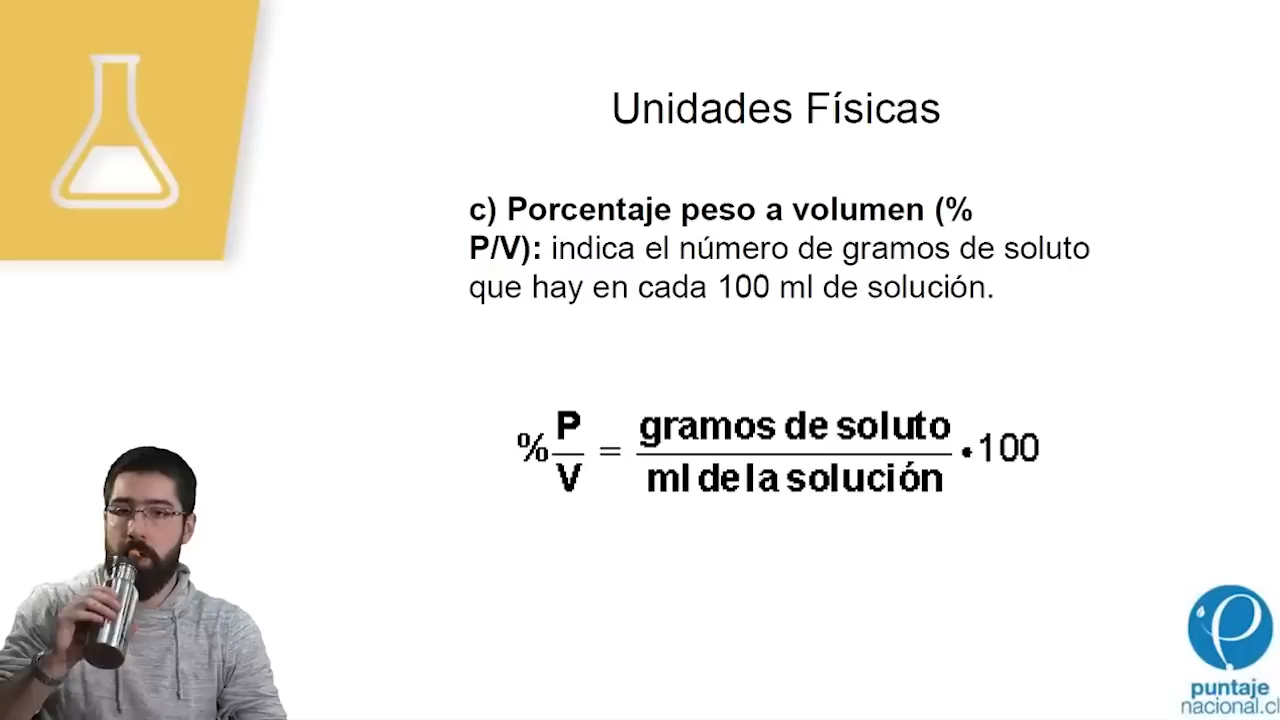 Unidades Físicas
c) Porcentaje peso a volumen (%
P/V): indica el número de gramos de soluto
que hay en cada 100 ml de solución.
% P/V = gramos de soluto / ml de la solución • 100
puntaje
nacional.cl